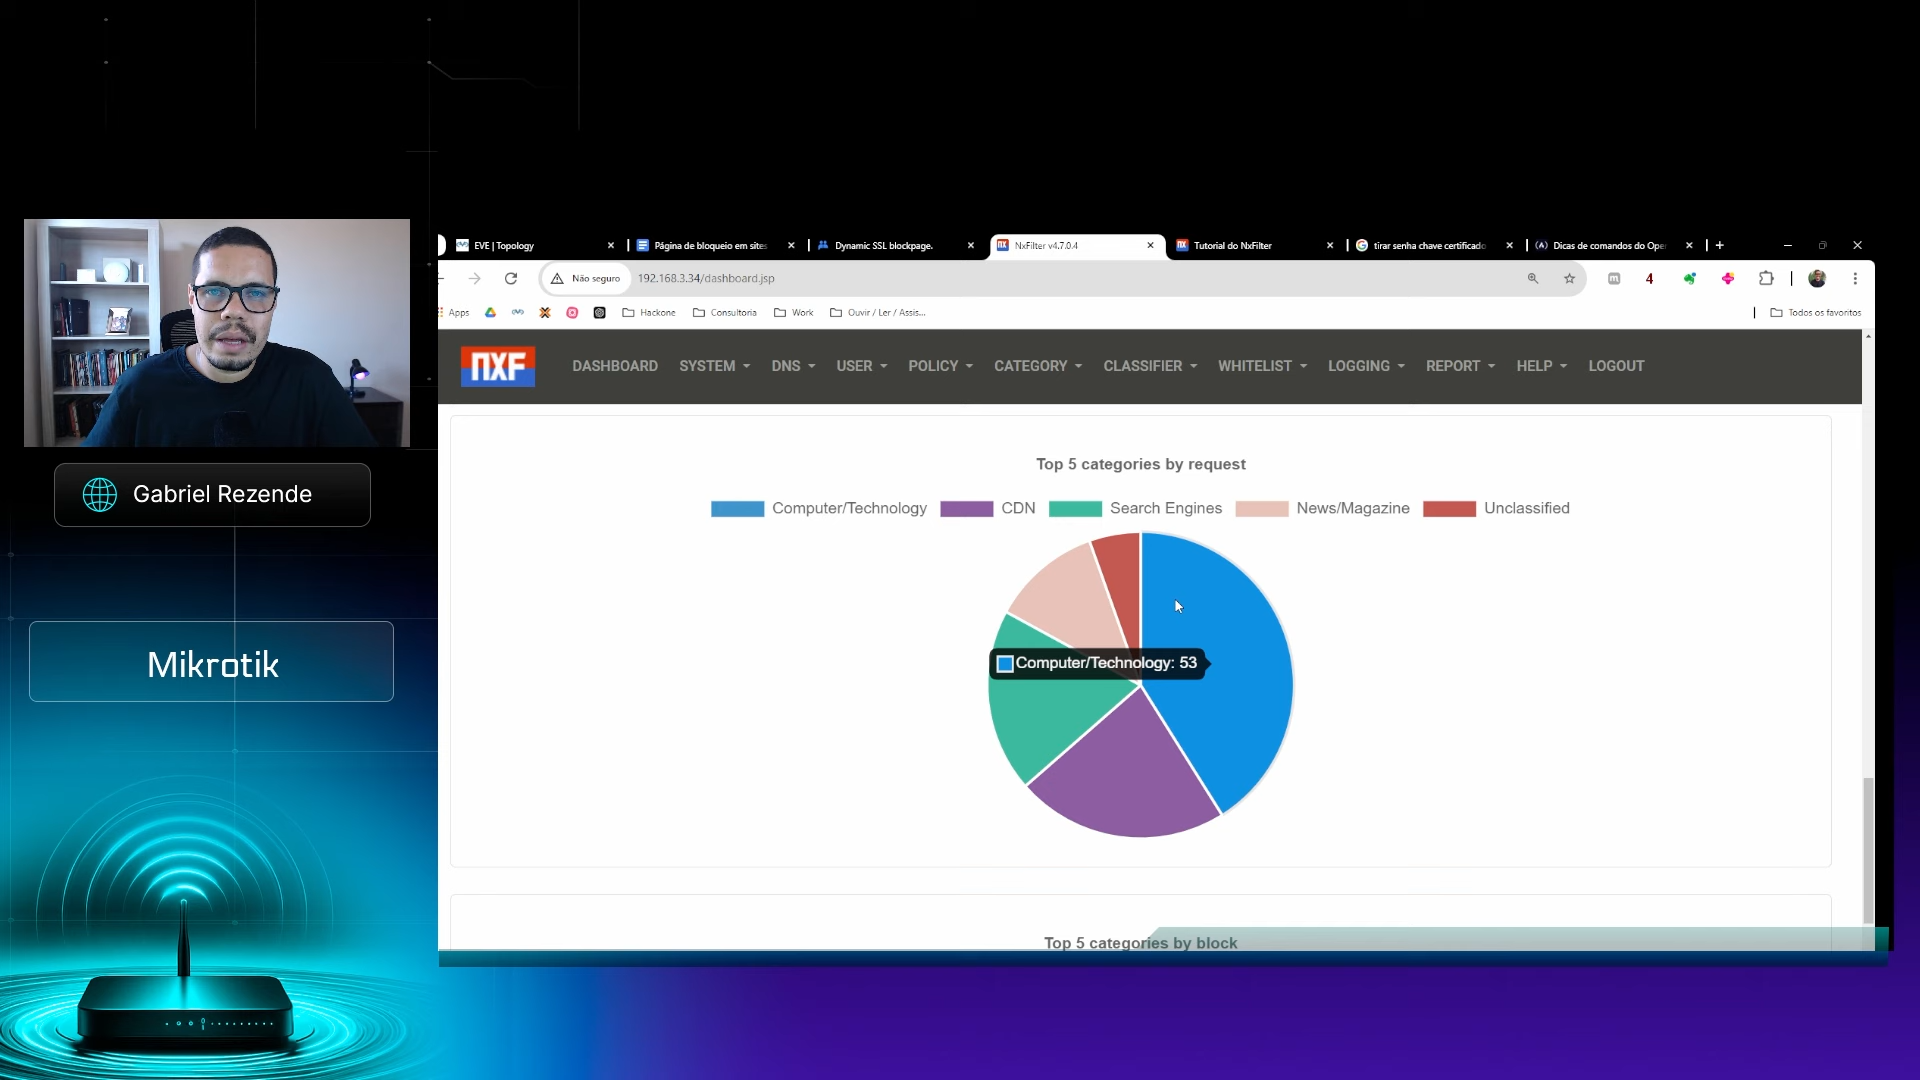 EVE | Topology
Página de bloqueio em sites
Dynamic SSL blockpage.
NxFilter v4.7.0.4
Tutorial do NxFilter
tirar senha chave certificado
Dicas de comandos do Ope
Não seguro
192.168.3.34/dashboard.jsp
4
Apps
Hackone
Consultoria
Work
Ouvir / Ler / Assis...
Todos os favoritos
NXF
DASHBOARD
SYSTEM
DNS
USER
POLICY
CATEGORY
CLASSIFIER
WHITELIST
LOGGING
REPORT
HELP
LOGOUT
Top 5 categories by request
Computer/Technology
CDN
Search Engines
News/Magazine
Unclassified
Computer/Technology: 53
Top 5 categories by block
Gabriel Rezende
Mikrotik